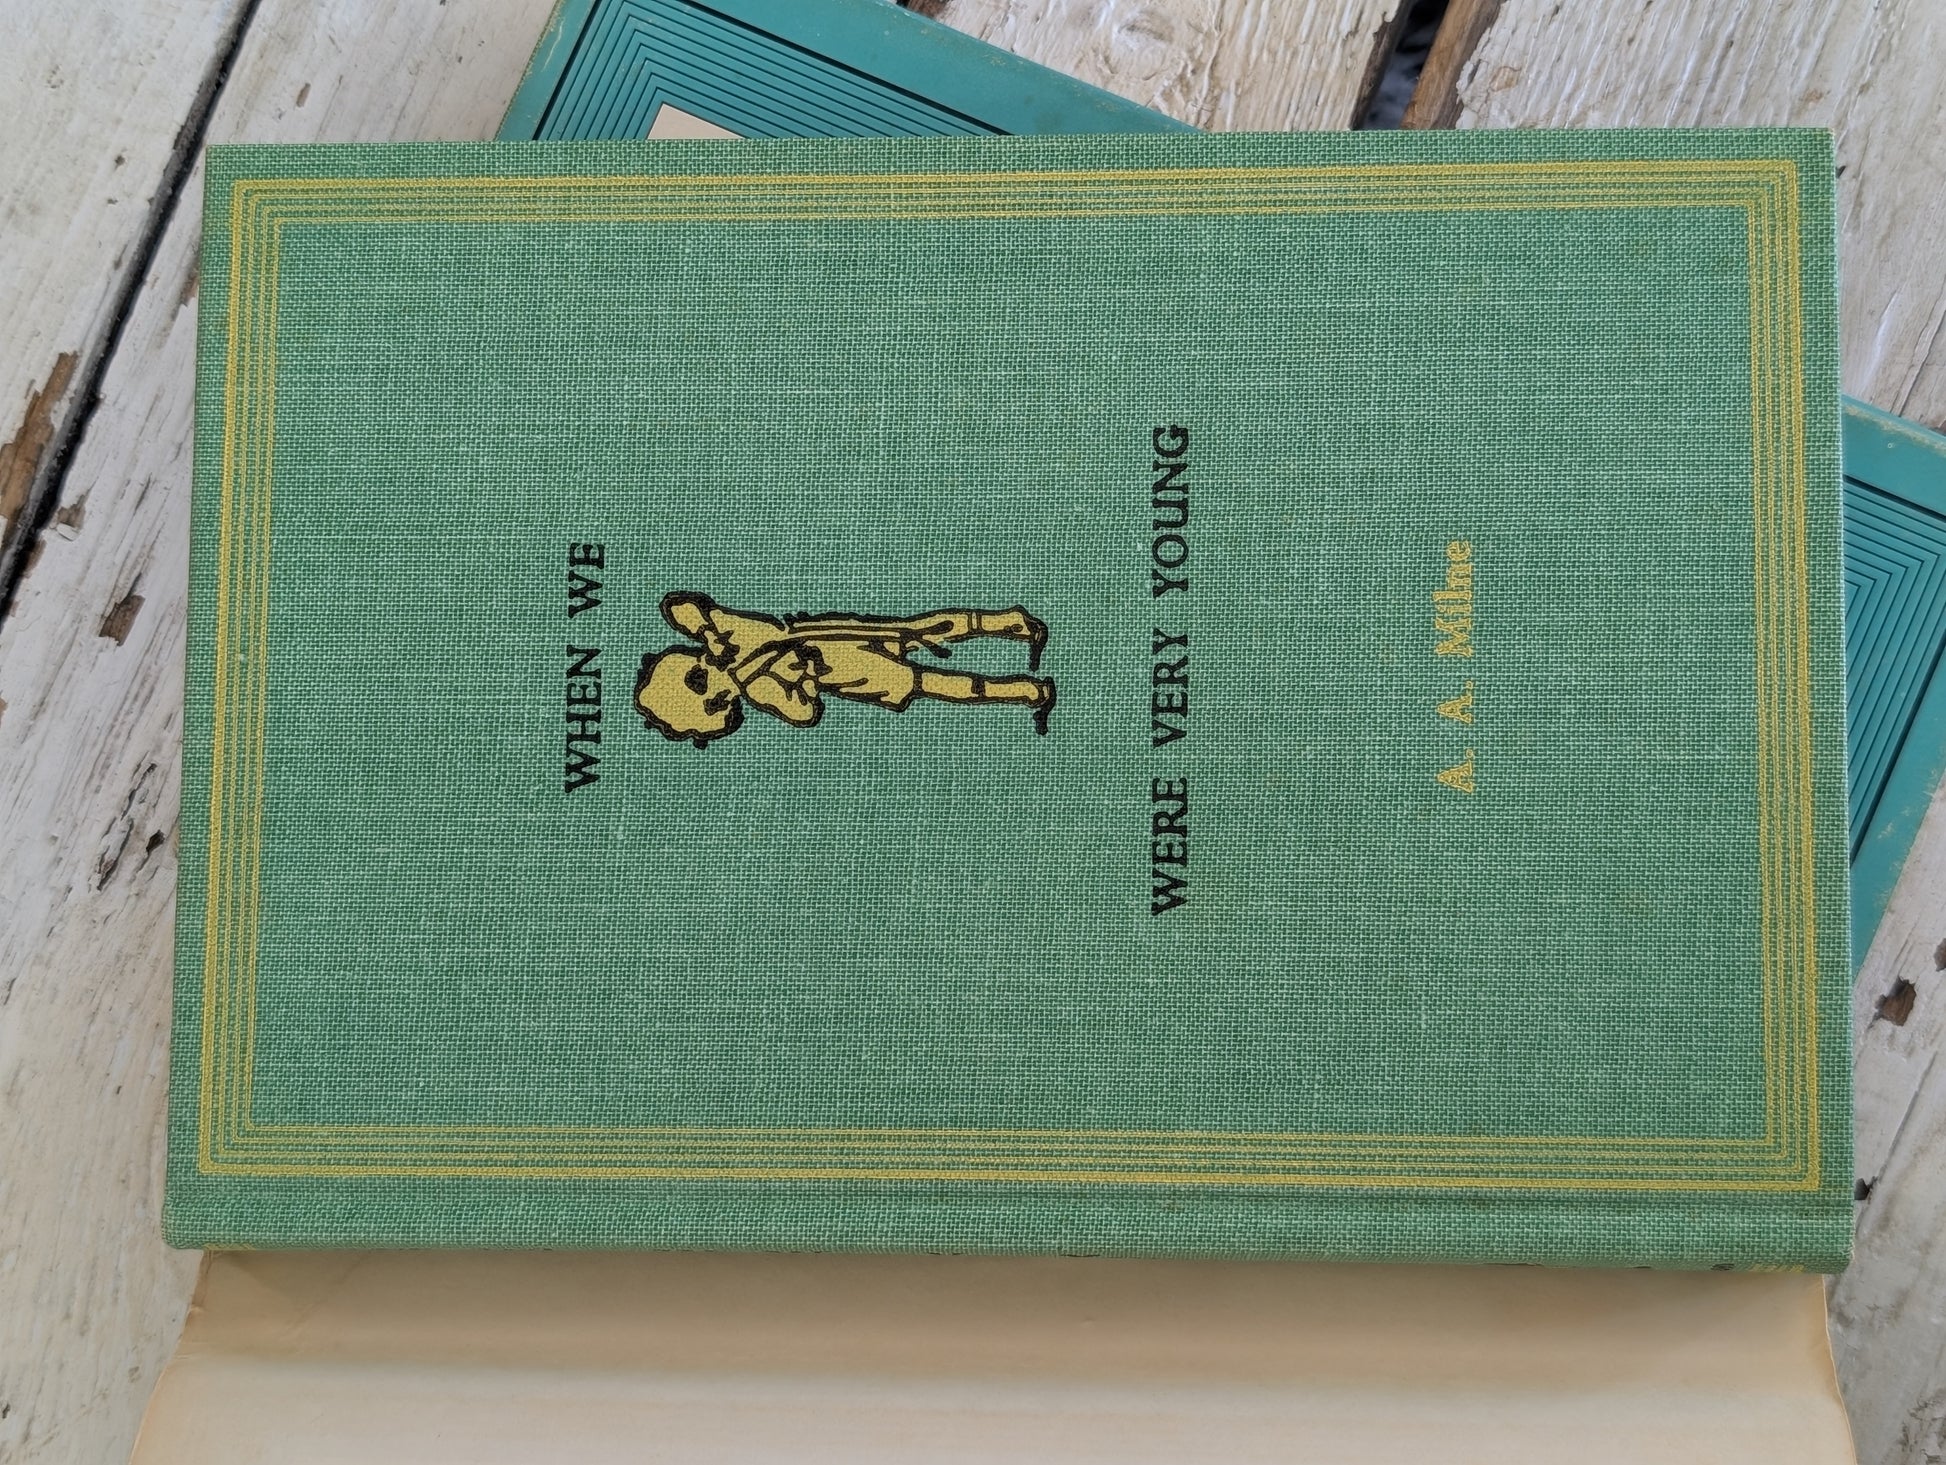 WHEN WE
WERE VERY YOUNG
A. A. Milne